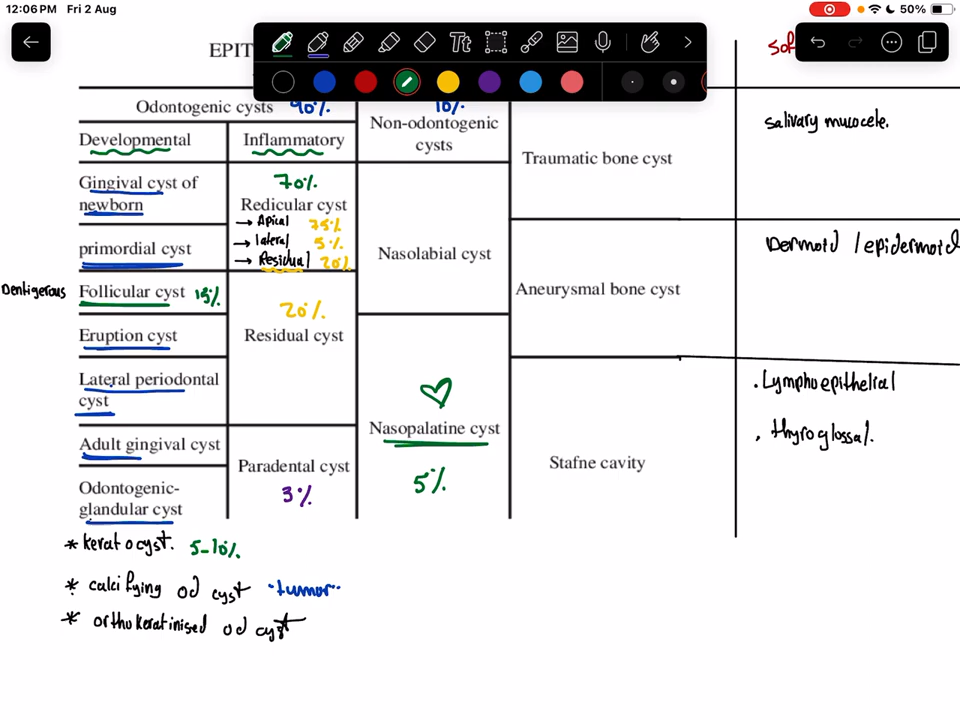 12:06 PM Fri 2 Aug
50%
EPIT
Tt
Odontogenic cysts 90%
10%
Non-odontogenic
cysts
Developmental
Inflammatory
Gingival cyst of
newborn
70%
Redicular cyst
→ Apical 75%
→ lateral 5%
→ Residual 20%
primordial cyst
Dentigerous Follicular cyst 15%
20%
Residual cyst
Eruption cyst
Lateral periodontal
cyst
Adult gingival cyst
Paradental cyst
3%
Odontogenic-
glandular cyst
Nasolabial cyst
Nasopalatine cyst
5%
Traumatic bone cyst
Aneurysmal bone cyst
Stafne cavity
Salivary mucocele.
Dermoid / epidermoid
. Lymphoepithelial
. thyroglossal.
* keratocyst. 5-10%
* calcifying od cyst "tumor"
* orthokeratinised od cyst